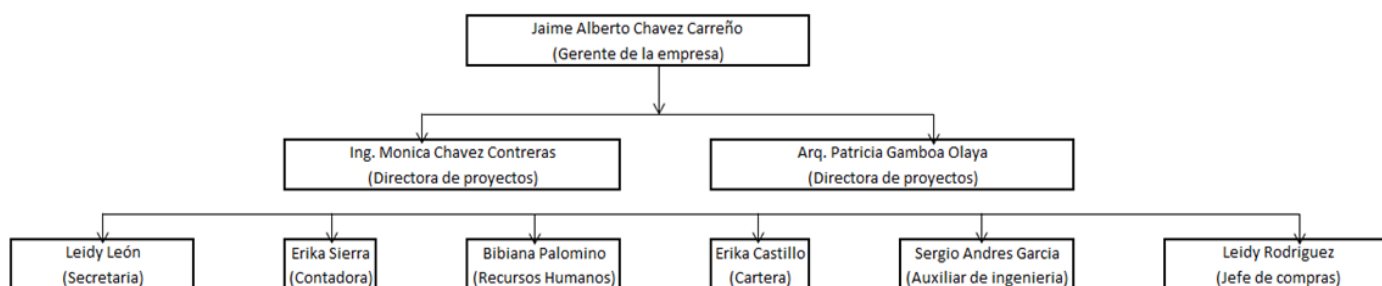 Jaime Alberto Chavez Carreño
(Gerente de la empresa)
Ing. Monica Chavez Contreras
(Directora de proyectos)
Arq. Patricia Gamboa Olaya
(Directora de proyectos)
Leidy León
(Secretaria)
Erika Sierra
(Contadora)
Bibiana Palomino
(Recursos Humanos)
Erika Castillo
(Cartera)
Sergio Andres Garcia
(Auxiliar de ingenieria)
Leidy Rodriguez
(Jefe de compras)